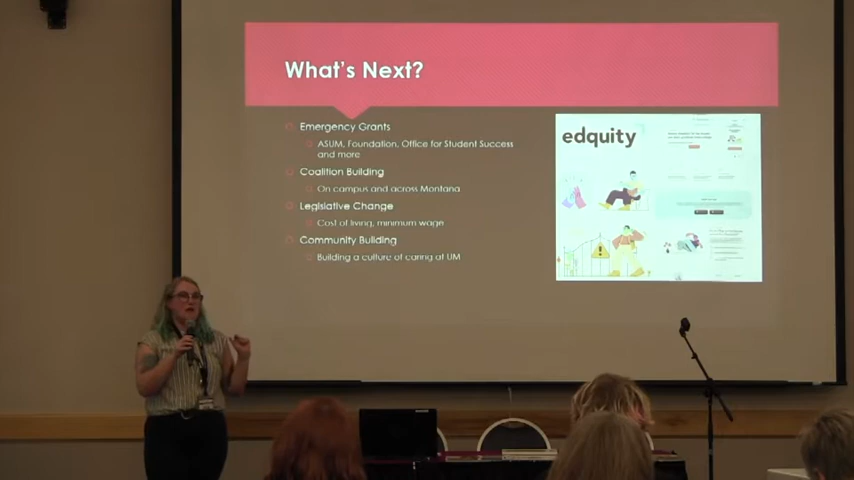 What's Next?
Emergency Grants
ASUM, Foundation, Office for Student Success
and more
Coalition Building
On campus and across Montana
Legislative Change
Cost of living, minimum wage
Community Building
Building a culture of caring at UM
edquity